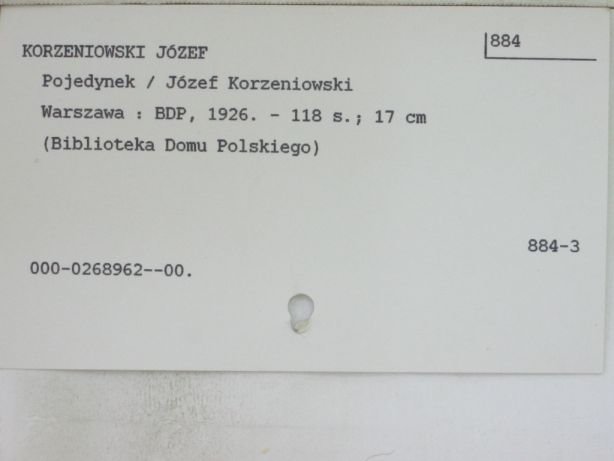 884
KORZENIOWSKI JÓZEF
Pojedynek / Józef Korzeniowski
Warszawa : BDP, 1926. - 118 s.; 17 cm
(Biblioteka Domu Polskiego)
884-3
000-0268962--00.